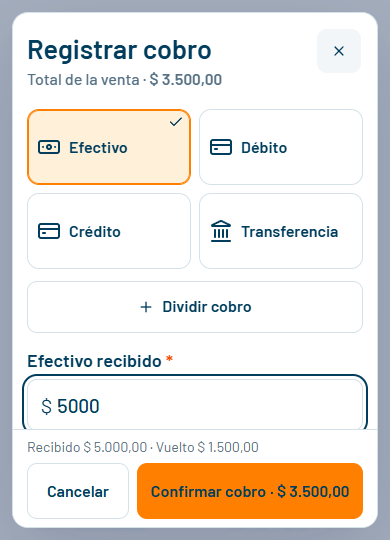 Registrar cobro
Total de la venta · $ 3.500,00
Efectivo
Débito
Crédito
Transferencia
+ Dividir cobro
Efectivo recibido *
$ 5000
Recibido $ 5.000,00 · Vuelto $ 1.500,00
Cancelar
Confirmar cobro · $ 3.500,00